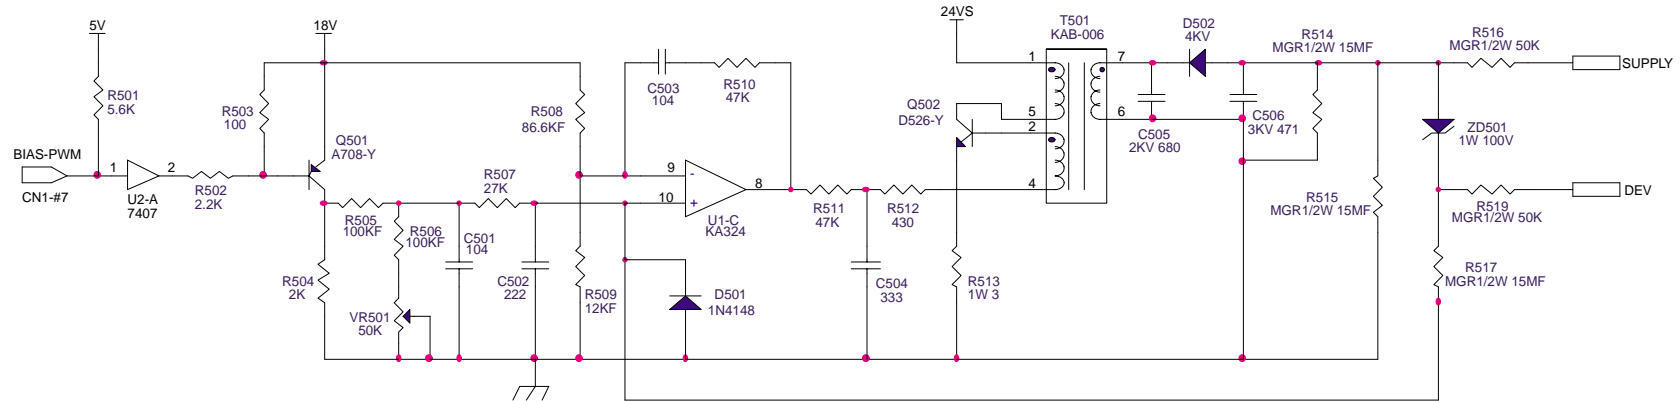 5V
18V
24VS
T501
KAB-006
D502
4KV
R514
MGR1/2W 15MF
R516
MGR1/2W 50K
SUPPLY
1
7
R501
5.6K
R503
100
R508
86.6KF
C503
104
R510
47K
Q502
D526-Y
5
2
6
C505
2KV 680
C506
3KV 471
ZD501
1W 100V
Q501
A708-Y
BIAS-PWM
CN1-#7
1
2
U2-A
7407
R502
2.2K
R507
27K
9
-
10
+
8
U1-C
KA324
4
R511
47K
R512
430
R515
MGR1/2W 15MF
DEV
R519
MGR1/2W 50K
R505
100KF
R506
100KF
C501
104
R504
2K
C502
222
R509
12KF
D501
1N4148
C504
333
R513
1W 3
R517
MGR1/2W 15MF
VR501
50K